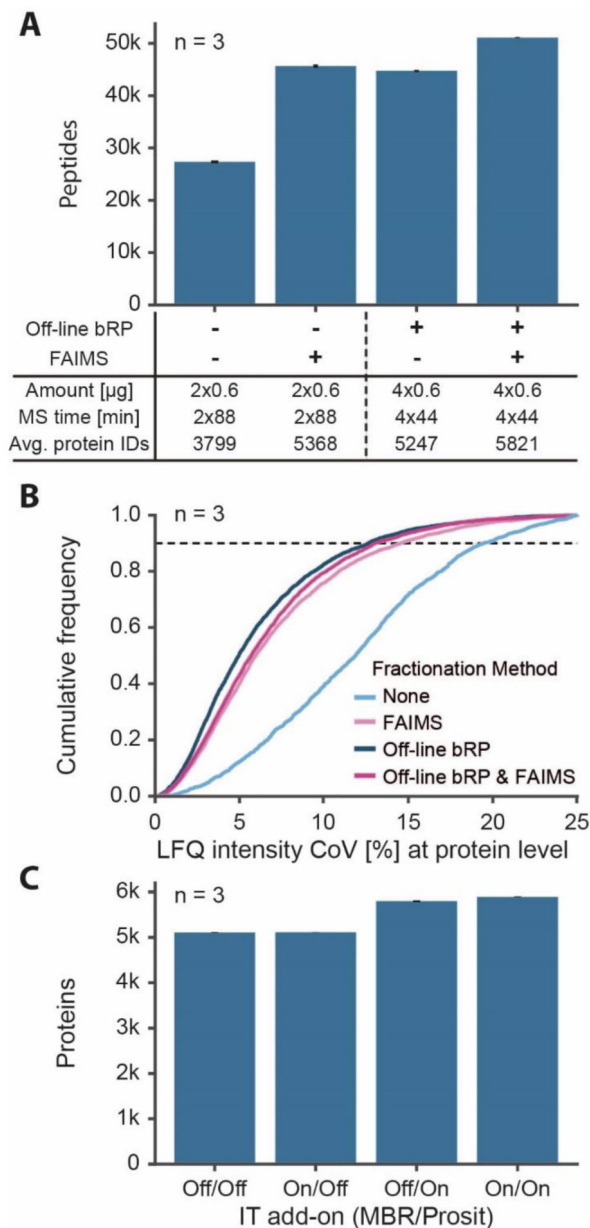 A
n = 3
50k
40k
30k
20k
10k
0
Peptides
Off-line bRP - - + +
FAIMS - + - +
Amount [µg] 2x0.6 2x0.6 4x0.6 4x0.6
MS time [min] 2x88 2x88 4x44 4x44
Avg. protein IDs 3799 5368 5247 5821
B
n = 3
1.0
0.8
0.6
0.4
0.2
0.0
Cumulative frequency
Fractionation Method
None
FAIMS
Off-line bRP
Off-line bRP & FAIMS
0 5 10 15 20 25
LFQ intensity CoV [%] at protein level
C
n = 3
6k
5k
4k
3k
2k
1k
0
Proteins
Off/Off On/Off Off/On On/On
IT add-on (MBR/Prosit)